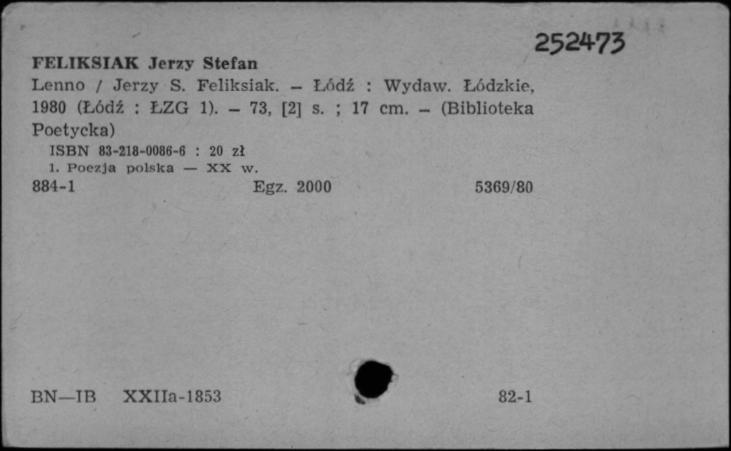 252473
FELIKSIAK Jerzy Stefan
Lenno / Jerzy S. Feliksiak. — Łódź : Wydaw. Łódzkie,
1980 (Łódź : ŁZG 1). — 73, [2] s. ; 17 cm. — (Biblioteka
Poetycka)
ISBN 83-218-0086-6 : 20 zł
1. Poezja polska — XX w.
884-1 Egz. 2000 5369/80
BN—IB XXIIa-1853 82-1